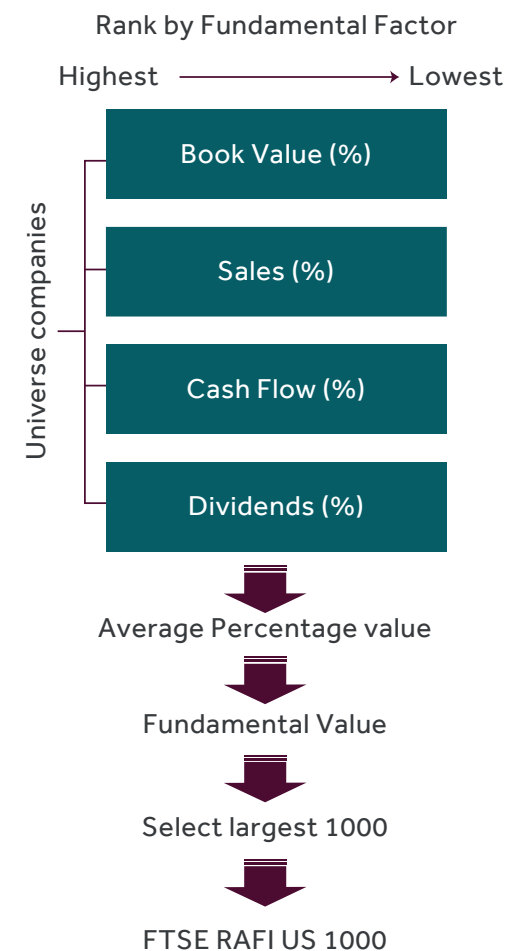 Rank by Fundamental Factor
Highest
Lowest
Universe companies
Book Value (%)
Sales (%)
Cash Flow (%)
Dividends (%)
Average Percentage value
Fundamental Value
Select largest 1000
FTSE RAFI US 1000